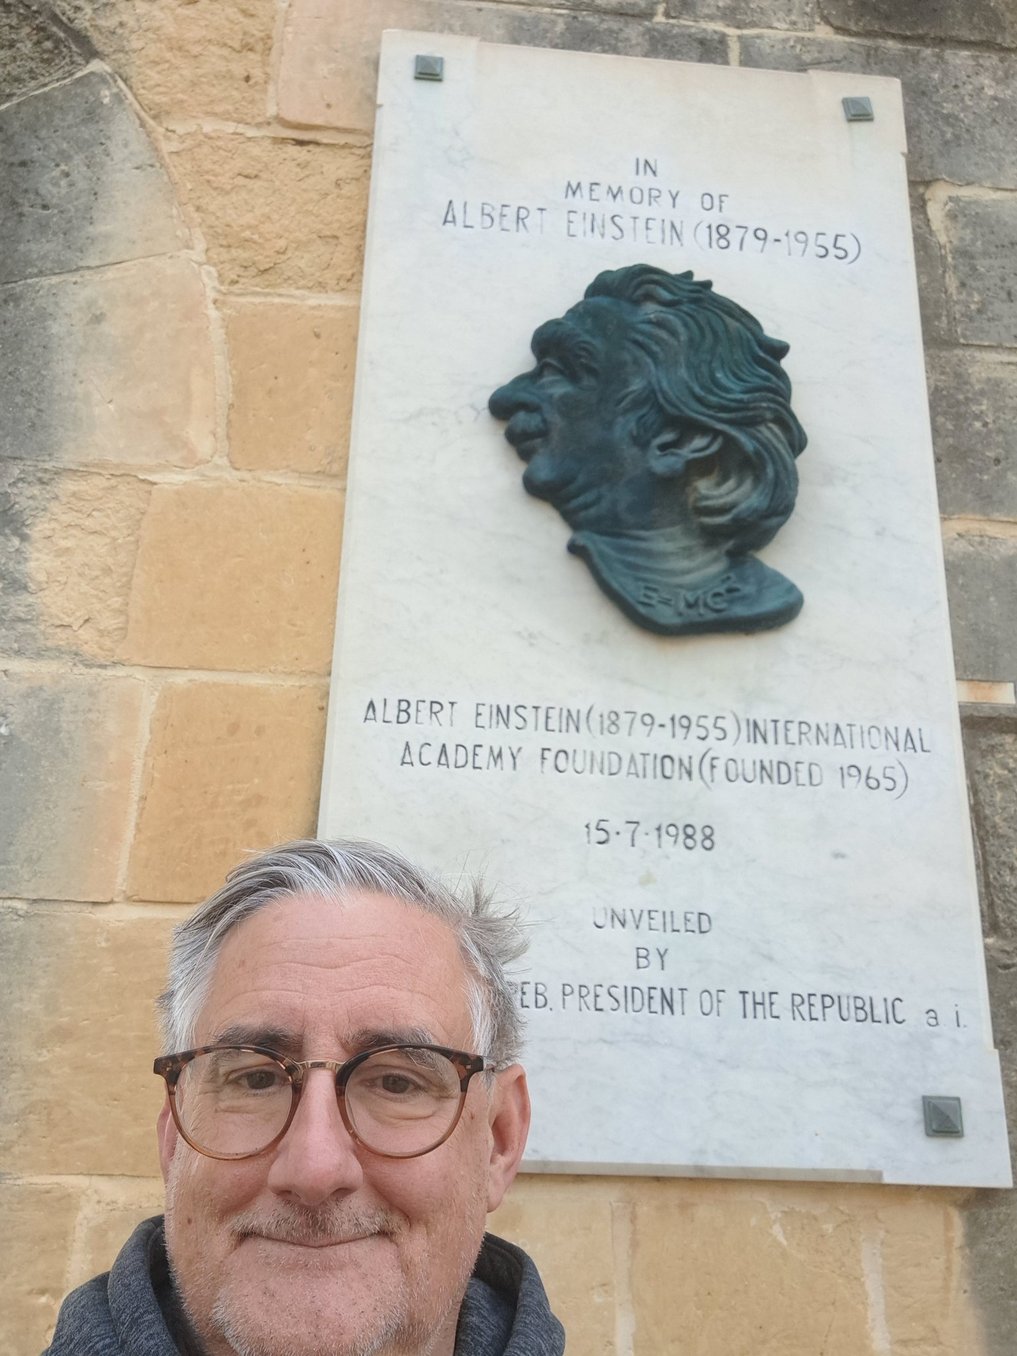 IN
MEMORY OF
ALBERT EINSTEIN (1879-1955)
E=MC²
ALBERT EINSTEIN (1879-1955) INTERNATIONAL
ACADEMY FOUNDATION (FOUNDED 1965)
15·7·1988
UNVEILED
BY
PRESIDENT OF THE REPUBLIC a i.